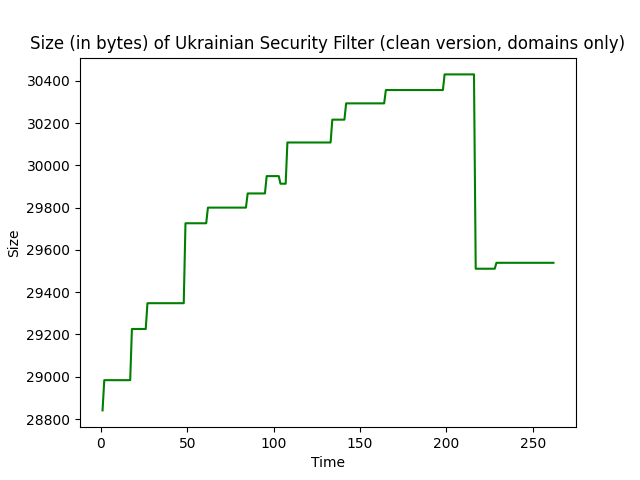 Size (in bytes) of Ukrainian Security Filter (clean version, domains only)
30400
30200
30000
29800
29600
29400
29200
29000
28800
Size
0 50 100 150 200 250
Time